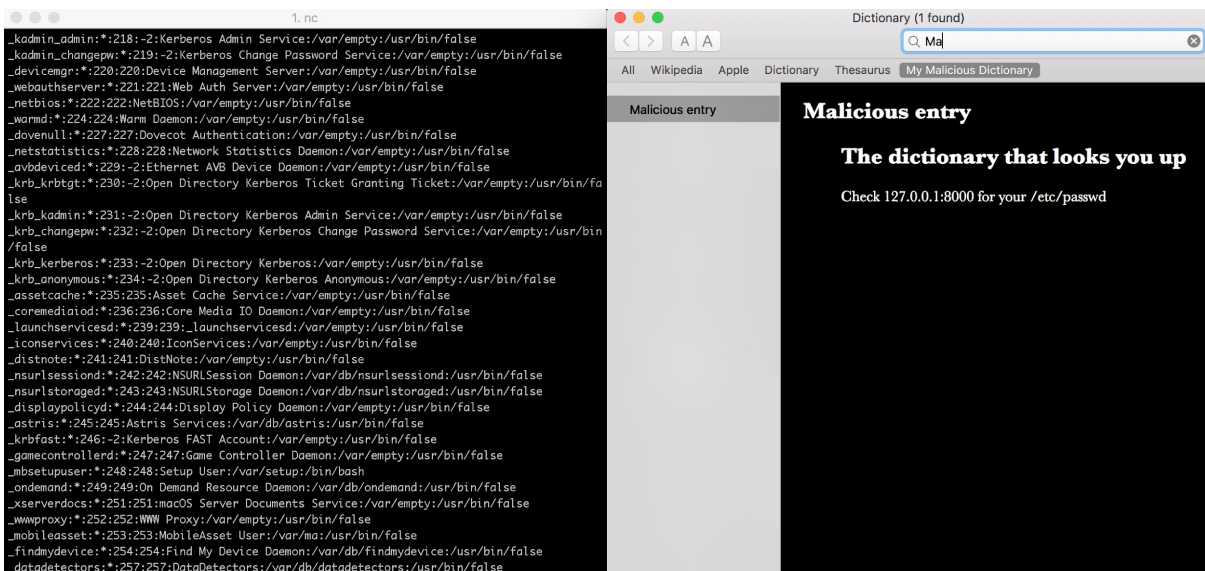 1. nc
_kadmin_admin:*:218:-2:Kerberos Admin Service:/var/empty:/usr/bin/false
_kadmin_changepw:*:219:-2:Kerberos Change Password Service:/var/empty:/usr/bin/false
_devicemgr:*:220:220:Device Management Server:/var/empty:/usr/bin/false
_webauthserver:*:221:221:Web Auth Server:/var/empty:/usr/bin/false
_netbios:*:222:222:NetBIOS:/var/empty:/usr/bin/false
_warmd:*:224:224:Warm Daemon:/var/empty:/usr/bin/false
_dovenull:*:227:227:Dovecot Authentication:/var/empty:/usr/bin/false
_netstatistics:*:228:228:Network Statistics Daemon:/var/empty:/usr/bin/false
_avbdeviced:*:229:-2:Ethernet AVB Device Daemon:/var/empty:/usr/bin/false
_krb_krbtgt:*:230:-2:Open Directory Kerberos Ticket Granting Ticket:/var/empty:/usr/bin/fa
lse
_krb_kadmin:*:231:-2:Open Directory Kerberos Admin Service:/var/empty:/usr/bin/false
_krb_changepw:*:232:-2:Open Directory Kerberos Change Password Service:/var/empty:/usr/bin
/false
_krb_kerberos:*:233:-2:Open Directory Kerberos:/var/empty:/usr/bin/false
_krb_anonymous:*:234:-2:Open Directory Kerberos Anonymous:/var/empty:/usr/bin/false
_assetcache:*:235:235:Asset Cache Service:/var/empty:/usr/bin/false
_coremediaiod:*:236:236:Core Media IO Daemon:/var/empty:/usr/bin/false
_launchservicesd:*:239:239:_launchservicesd:/var/empty:/usr/bin/false
_iconservices:*:240:240:IconServices:/var/empty:/usr/bin/false
_distnote:*:241:241:DistNote:/var/empty:/usr/bin/false
_nsurlsessiond:*:242:242:NSURLSession Daemon:/var/db/nsurlsessiond:/usr/bin/false
_nsurlstoraged:*:243:243:NSURLStorage Daemon:/var/db/nsurlstoraged:/usr/bin/false
_displaypolicyd:*:244:244:Display Policy Daemon:/var/empty:/usr/bin/false
_astris:*:245:245:Astris Services:/var/db/astris:/usr/bin/false
_krbfast:*:246:-2:Kerberos FAST Account:/var/empty:/usr/bin/false
_gamecontrollerd:*:247:247:Game Controller Daemon:/var/empty:/usr/bin/false
_mbsetupuser:*:248:248:Setup User:/var/setup:/bin/bash
_ondemand:*:249:249:On Demand Resource Daemon:/var/db/ondemand:/usr/bin/false
_xserverdocs:*:251:251:macOS Server Documents Service:/var/empty:/usr/bin/false
_wwwproxy:*:252:252:WWW Proxy:/var/empty:/usr/bin/false
_mobileasset:*:253:253:MobileAsset User:/var/ma:/usr/bin/false
_findmydevice:*:254:254:Find My Device Daemon:/var/db/findmydevice:/usr/bin/false
_datadetectors:*:257:257:DataDetectors:/var/db/datadetectors:/usr/bin/false
Dictionary (1 found)
A A
Ma
All Wikipedia Apple Dictionary Thesaurus My Malicious Dictionary
Malicious entry
Malicious entry
The dictionary that looks you up
Check 127.0.0.1:8000 for your /etc/passwd